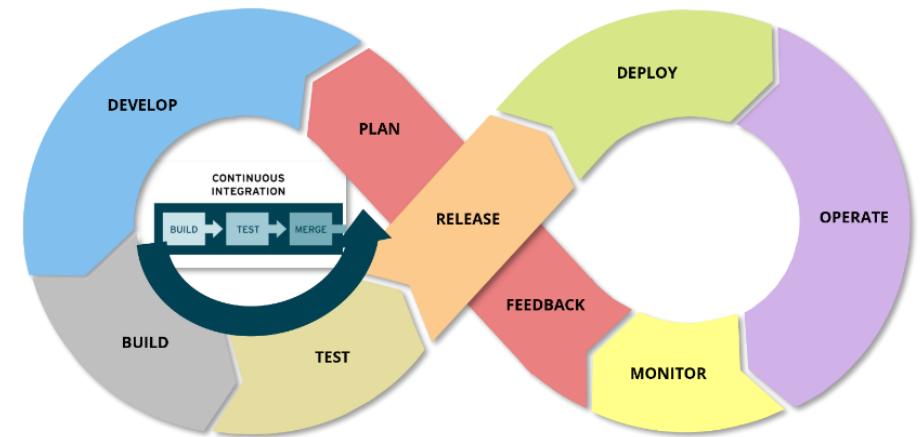 DEVELOP
PLAN
CONTINUOUS
INTEGRATION
BUILD
TEST
MERGE
BUILD
TEST
RELEASE
DEPLOY
OPERATE
MONITOR
FEEDBACK